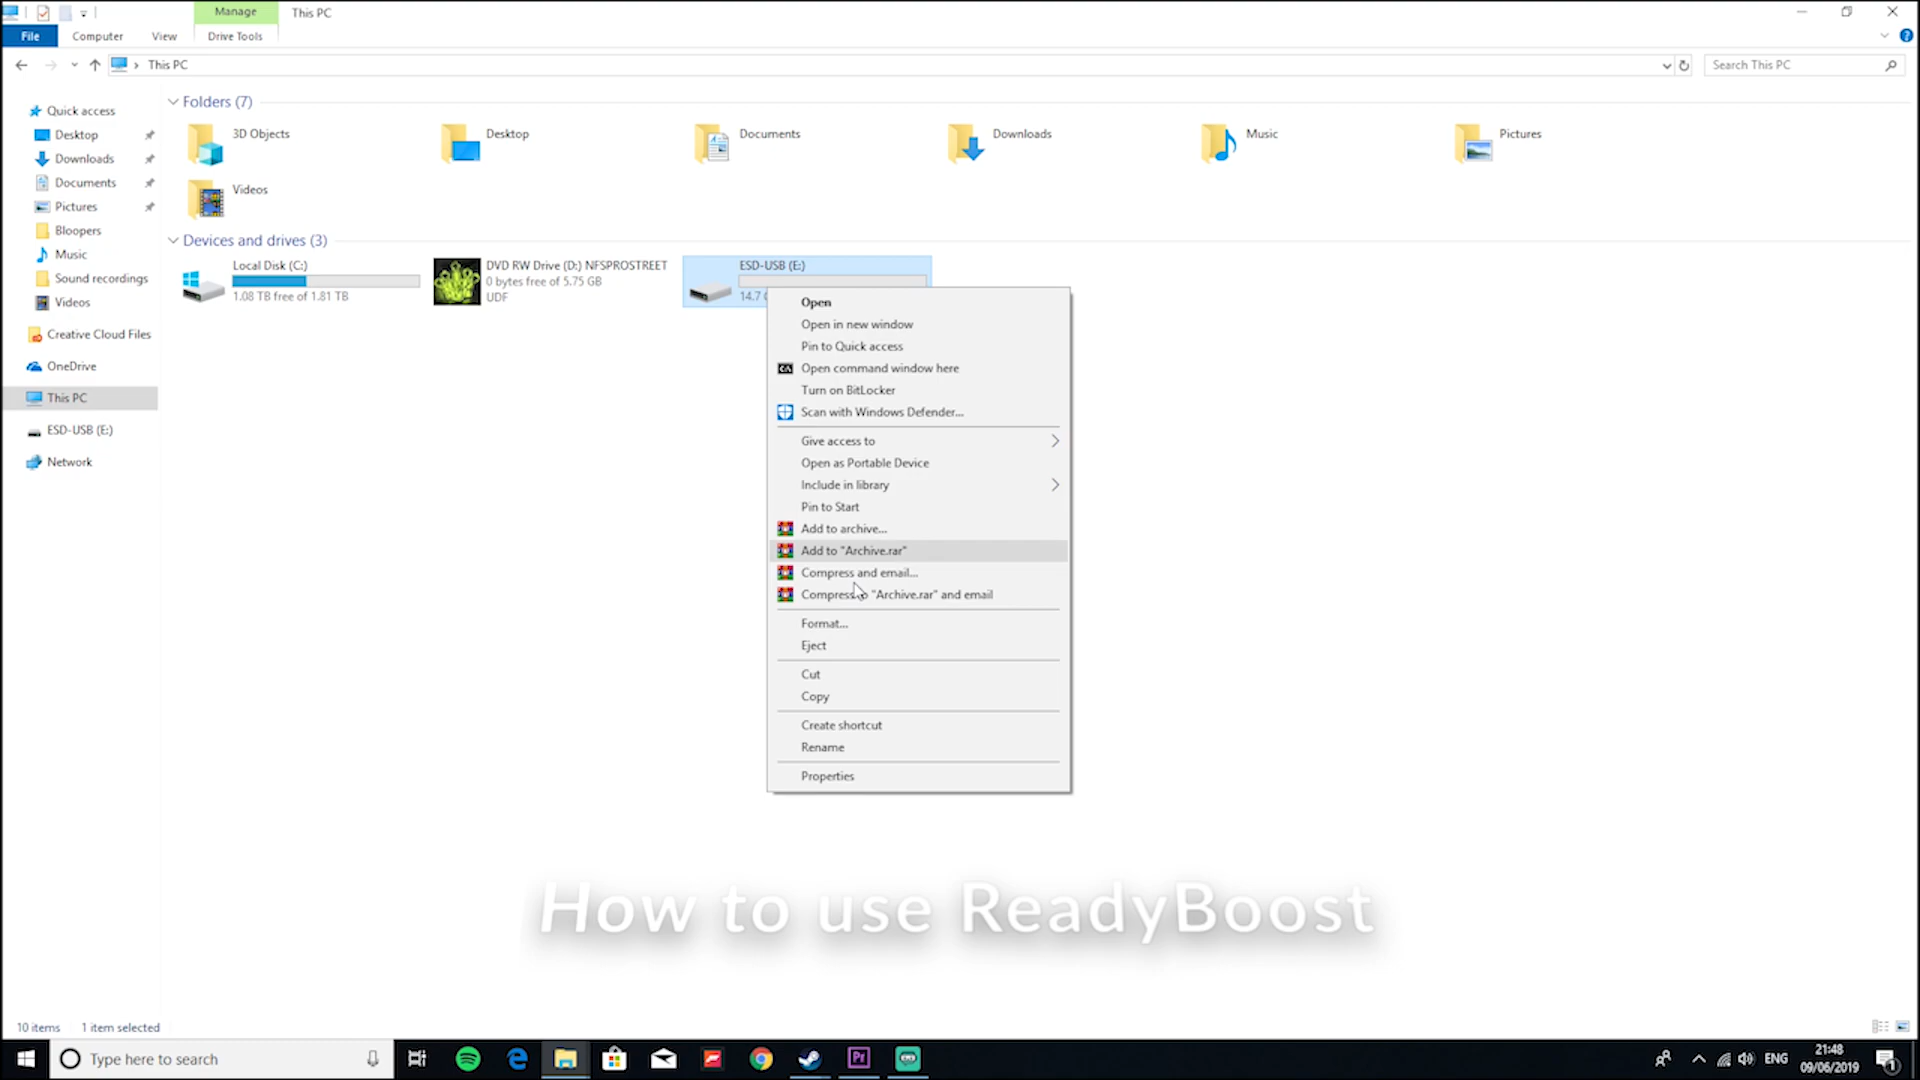 Manage
This PC
File
Computer
View
Drive Tools
This PC
Search This PC
Quick access
Desktop
Downloads
Documents
Pictures
Bloopers
Music
Sound recordings
Videos
Creative Cloud Files
OneDrive
This PC
ESD-USB (E:)
Network
Folders (7)
3D Objects
Desktop
Documents
Downloads
Music
Pictures
Videos
Devices and drives (3)
Local Disk (C:)
1.08 TB free of 1.81 TB
DVD RW Drive (D:) NFSPROSTREET
0 bytes free of 5.75 GB
UDF
ESD-USB (E:)
14.7
Open
Open in new window
Pin to Quick access
Open command window here
Turn on BitLocker
Scan with Windows Defender...
Give access to
Open as Portable Device
Include in library
Pin to Start
Add to archive...
Add to "Archive.rar"
Compress and email...
Compress "Archive.rar" and email
Format...
Eject
Cut
Copy
Create shortcut
Rename
Properties
How to use ReadyBoost
10 items
1 item selected
Type here to search
Pr
ENG
21:48
09/06/2019
1